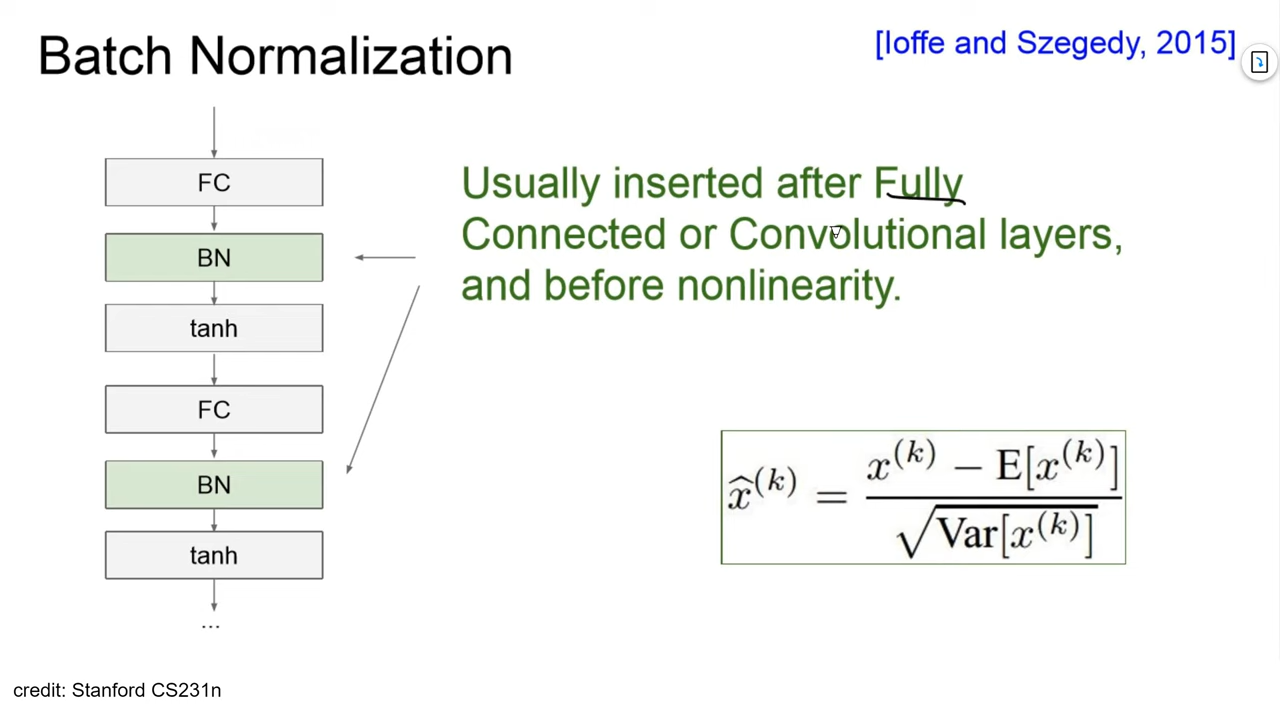 Batch Normalization
[Ioffe and Szegedy, 2015]
FC
BN
tanh
FC
BN
tanh
...
Usually inserted after Fully
Connected or Convolutional layers,
and before nonlinearity.
x̂^(k) = (x^(k) − E[x^(k)]) / √Var[x^(k)]
credit: Stanford CS231n